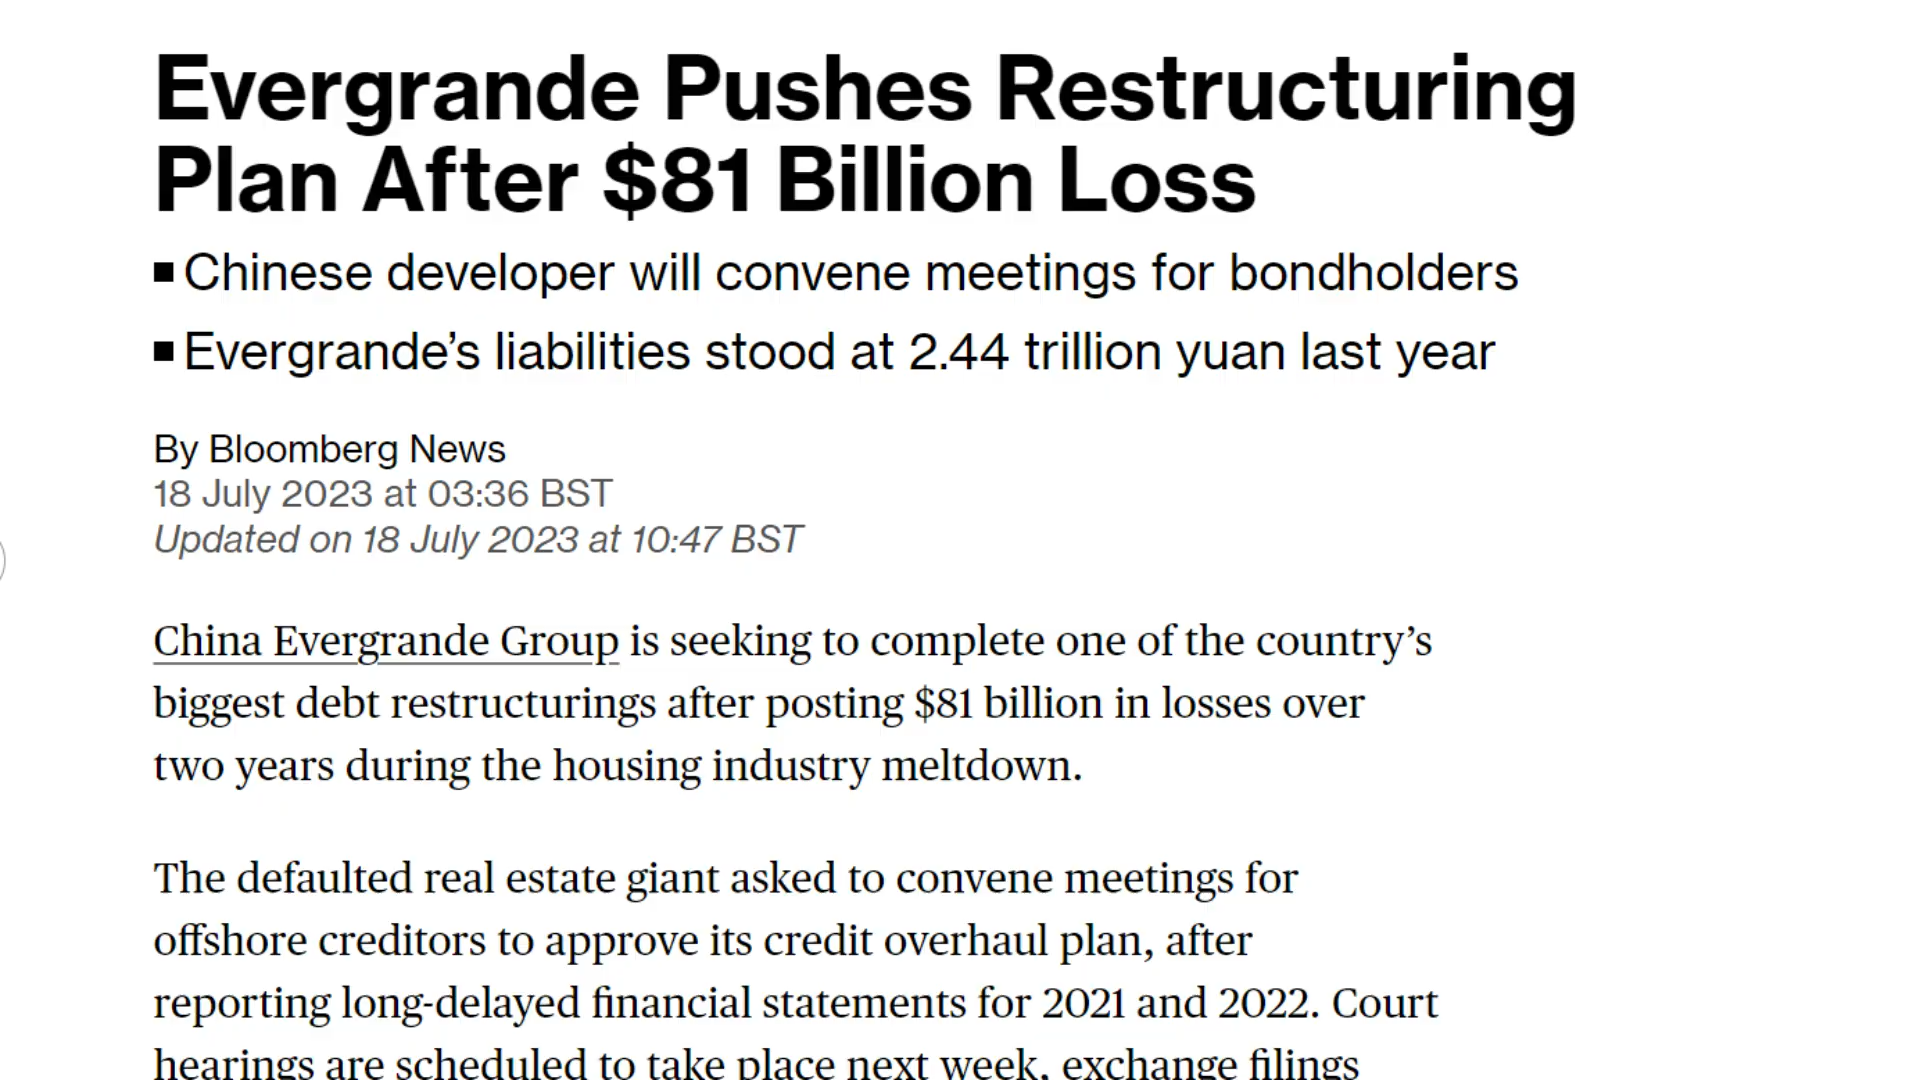 Evergrande Pushes Restructuring
Plan After $81 Billion Loss
■ Chinese developer will convene meetings for bondholders
■ Evergrande’s liabilities stood at 2.44 trillion yuan last year
By Bloomberg News
18 July 2023 at 03:36 BST
Updated on 18 July 2023 at 10:47 BST
China Evergrande Group is seeking to complete one of the country’s
biggest debt restructurings after posting $81 billion in losses over
two years during the housing industry meltdown.
The defaulted real estate giant asked to convene meetings for
offshore creditors to approve its credit overhaul plan, after
reporting long-delayed financial statements for 2021 and 2022. Court
hearings are scheduled to take place next week, exchange filings